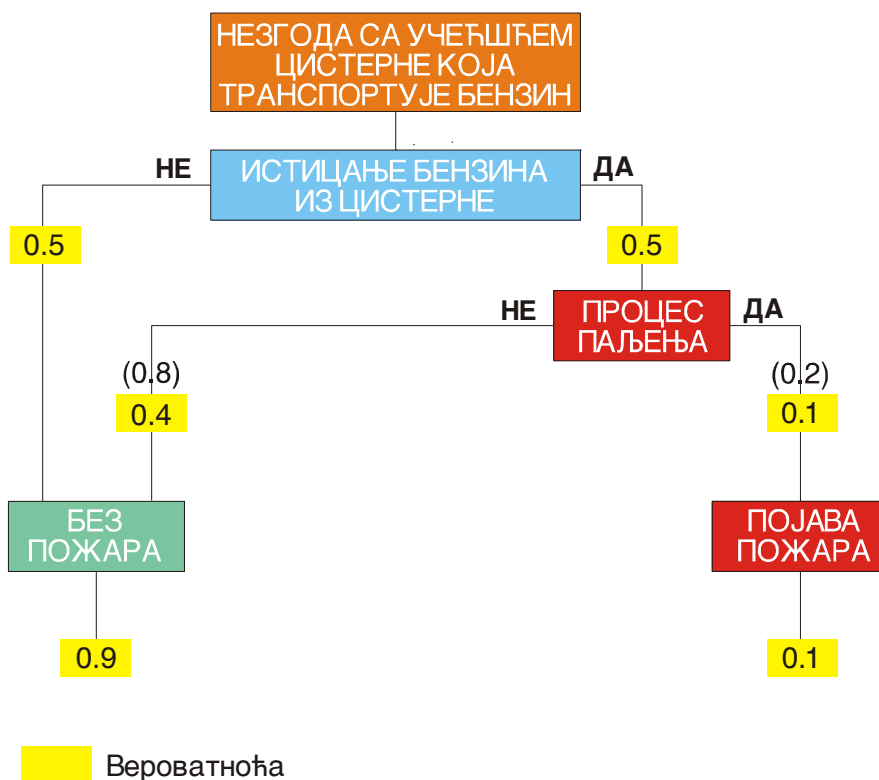 НЕЗГОДА СА УЧЕЋШЋЕМ
ЦИСТЕРНЕ КОЈА
ТРАНСПОРТУЈЕ БЕНЗИН
НЕ
ИСТИЦАЊЕ БЕНЗИНА
ИЗ ЦИСТЕРНЕ
ДА
0.5
0.5
НЕ
ПРОЦЕС
ПАЉЕЊА
ДА
(0.8)
(0.2)
0.4
0.1
БЕЗ
ПОЖАРА
ПОЈАВА
ПОЖАРА
0.9
0.1
Вероватноћа